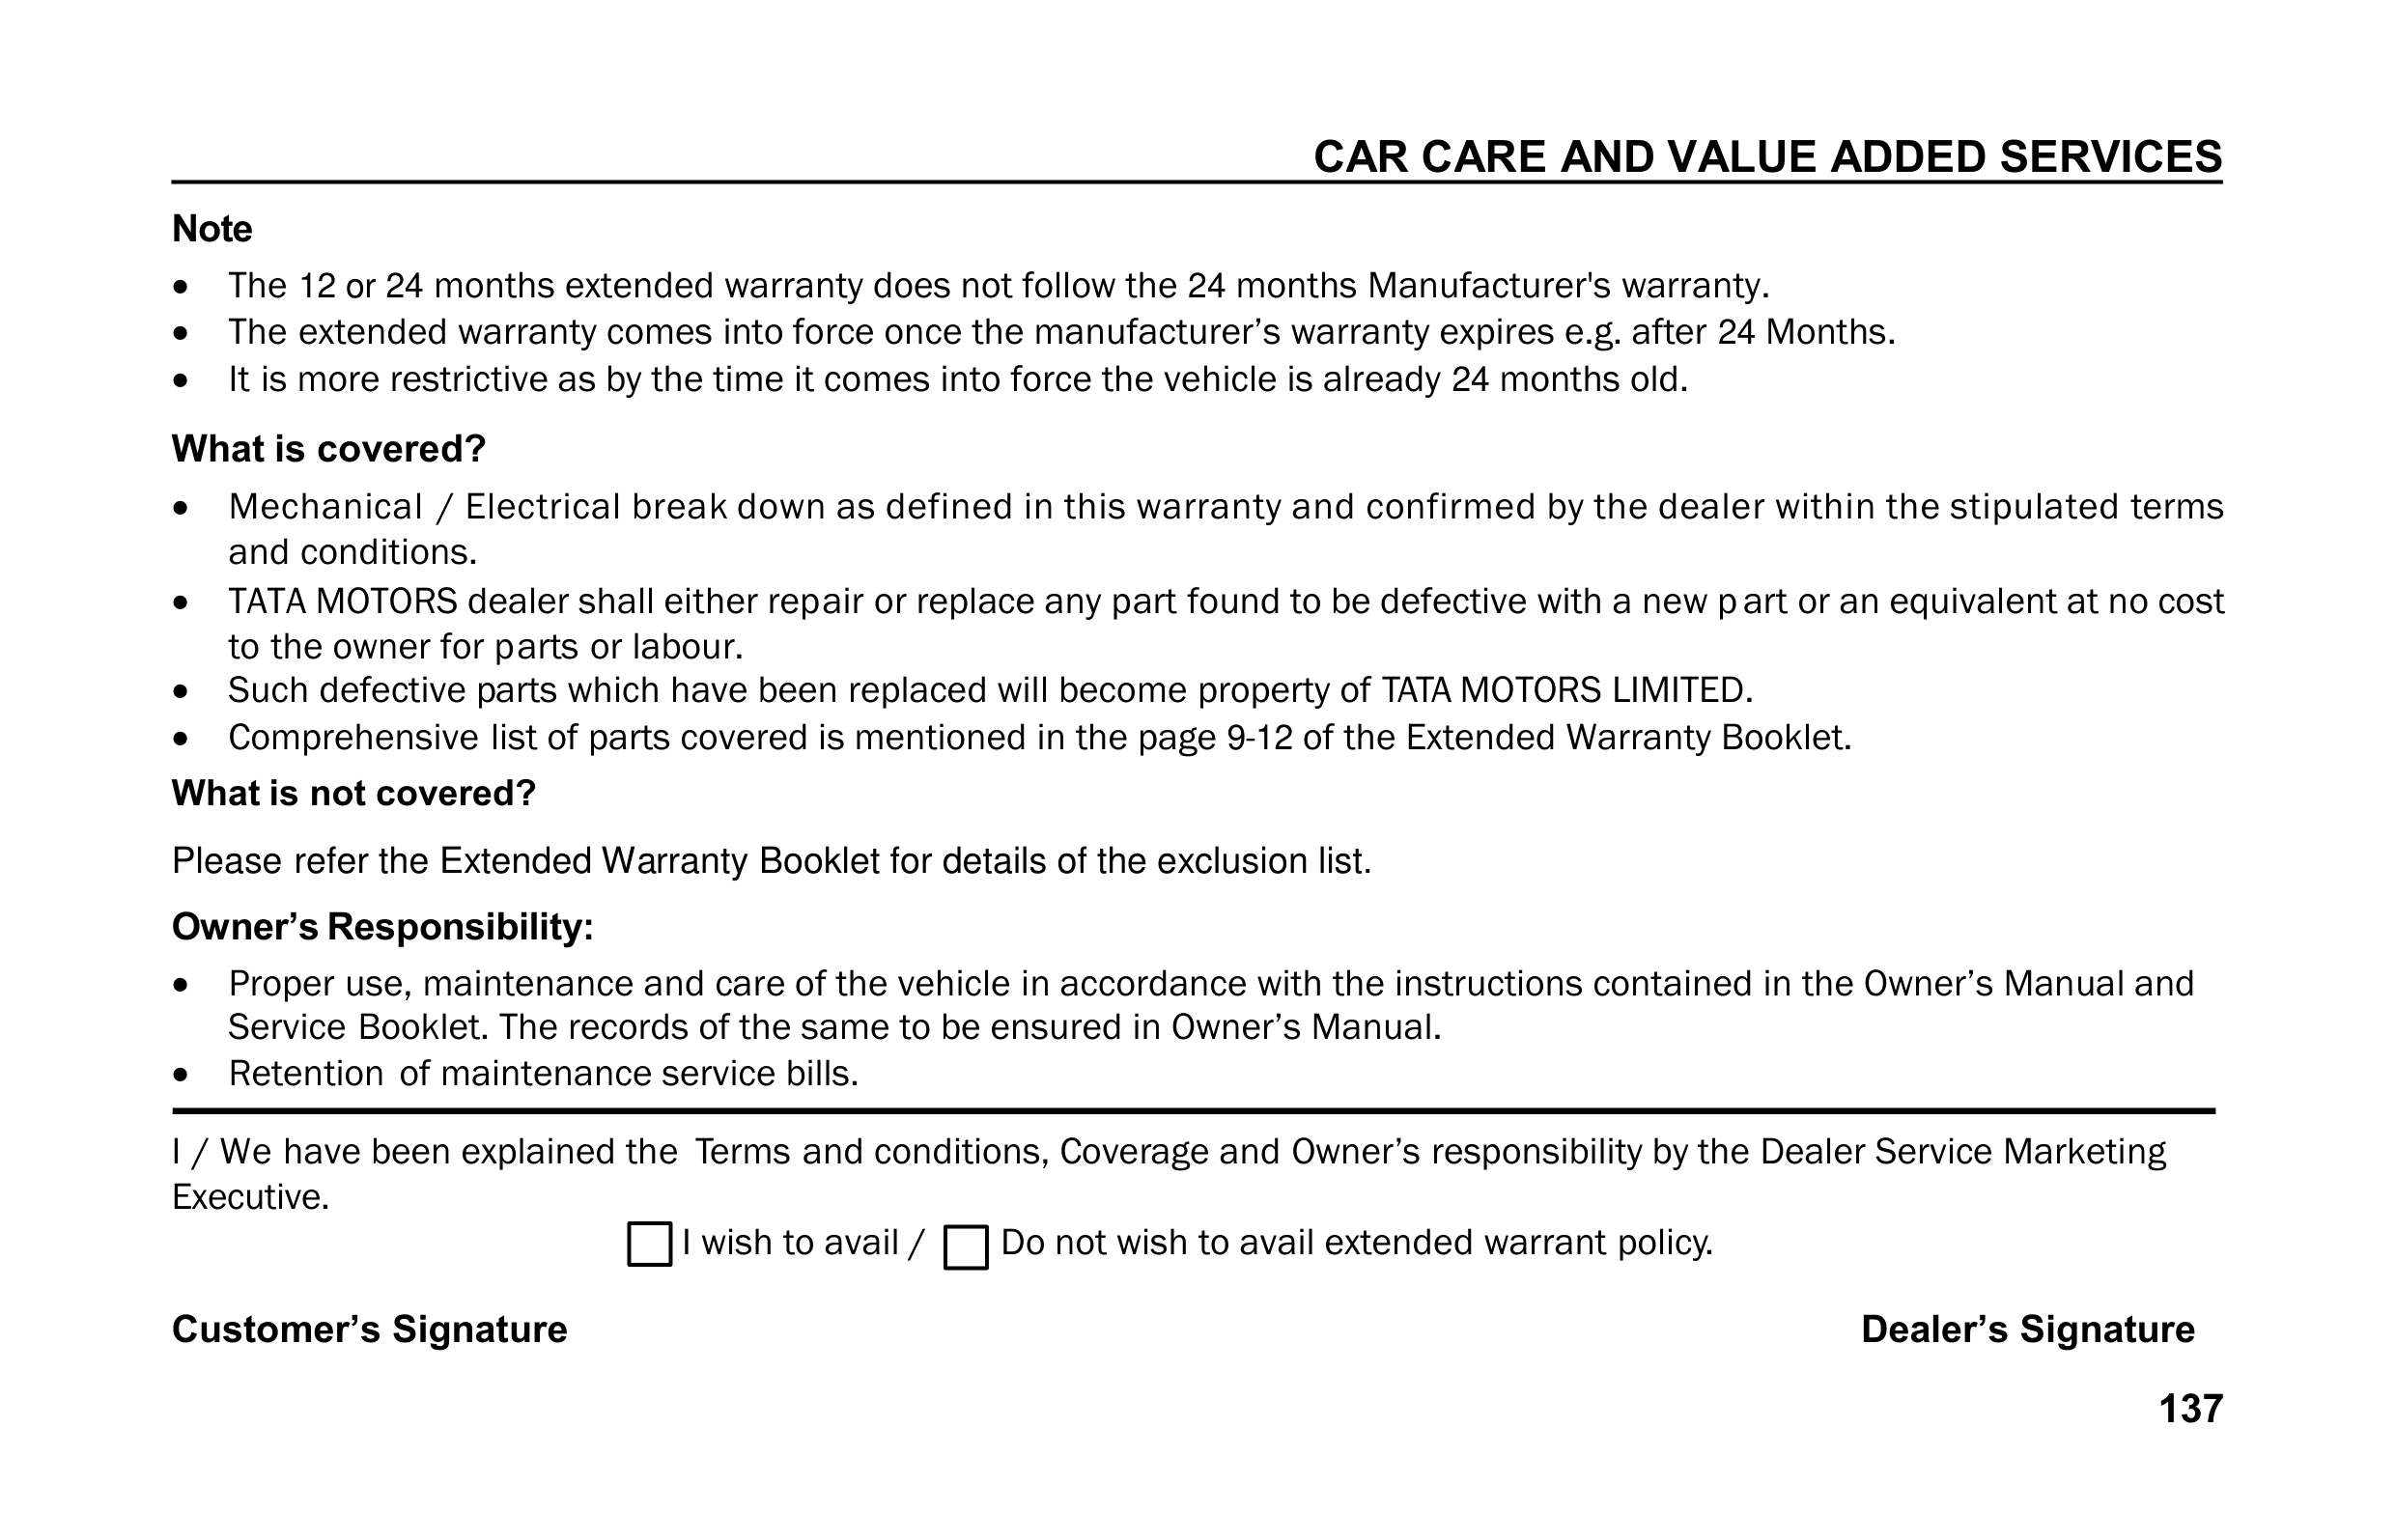 CAR CARE AND VALUE ADDED SERVICES
Note
• The 12 or 24 months extended warranty does not follow the 24 months Manufacturer's warranty.
• The extended warranty comes into force once the manufacturer’s warranty expires e.g. after 24 Months.
• It is more restrictive as by the time it comes into force the vehicle is already 24 months old.
What is covered?
• Mechanical / Electrical break down as defined in this warranty and confirmed by the dealer within the stipulated terms
and conditions.
• TATA MOTORS dealer shall either repair or replace any part found to be defective with a new part or an equivalent at no cost
to the owner for parts or labour.
• Such defective parts which have been replaced will become property of TATA MOTORS LIMITED.
• Comprehensive list of parts covered is mentioned in the page 9-12 of the Extended Warranty Booklet.
What is not covered?
Please refer the Extended Warranty Booklet for details of the exclusion list.
Owner’s Responsibility:
• Proper use, maintenance and care of the vehicle in accordance with the instructions contained in the Owner’s Manual and
Service Booklet. The records of the same to be ensured in Owner’s Manual.
• Retention of maintenance service bills.
I / We have been explained the Terms and conditions, Coverage and Owner’s responsibility by the Dealer Service Marketing
Executive.
I wish to avail / Do not wish to avail extended warrant policy.
Customer’s Signature Dealer’s Signature
137